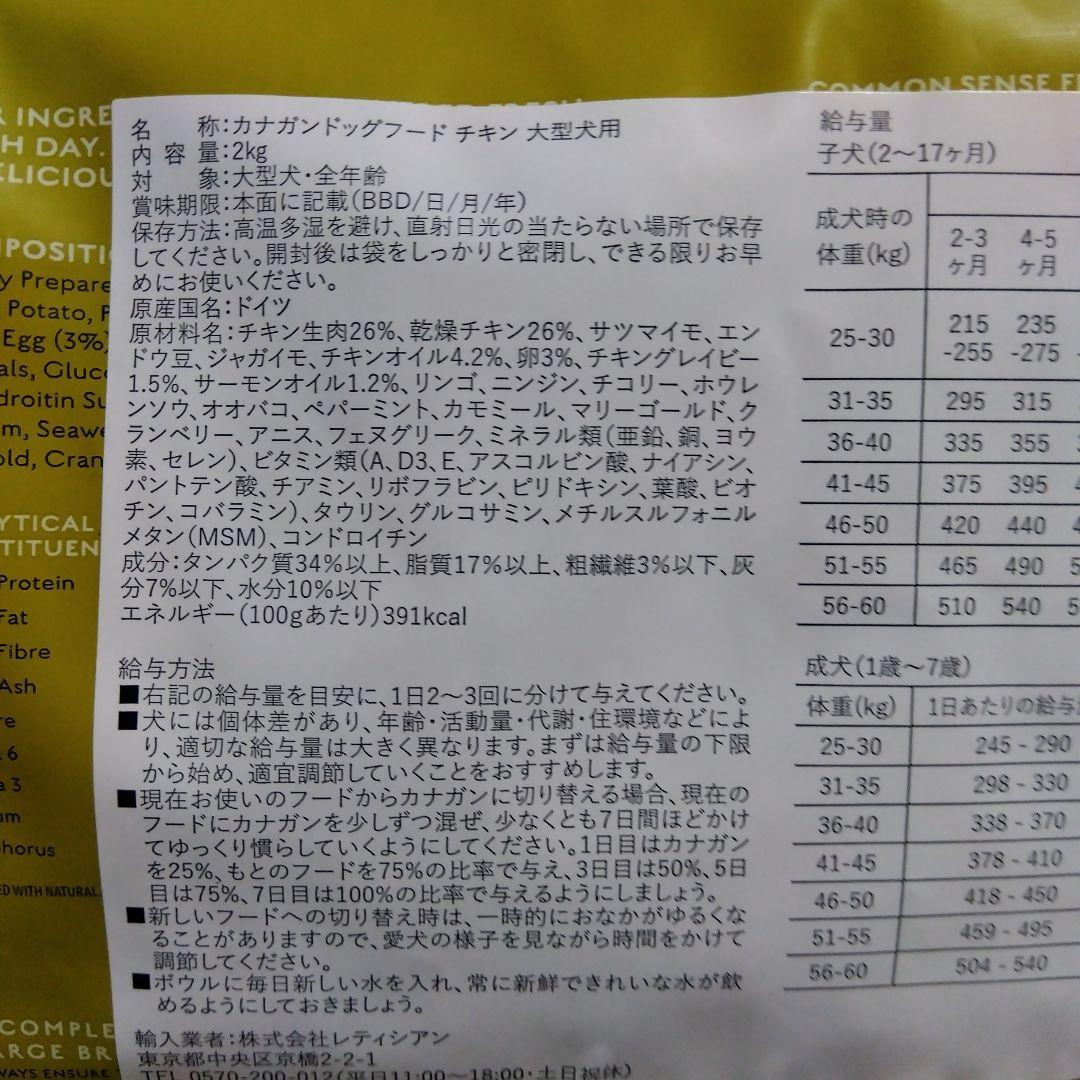 COMMON SENSE
INGRE
DAY.
名 称:カナガンドッグフード チキン 大型犬用
内 容 量:2kg
対 象:大型犬・全年齢
賞味期限:本面に記載(BBD/日/月/年)
保存方法:高温多湿を避け、直射日光の当たらない場所で保存
してください。開封後は袋をしっかりと密閉し、できる限りお早
めにお使いください。
原産国名:ドイツ
原材料名:チキン生肉26%、乾燥チキン26%、サツマイモ、エン
ドウ豆、ジャガイモ、チキンオイル4.2%、卵3%、チキングレイビー
1.5%、サーモンオイル1.2%、リンゴ、ニンジン、チコリー、ホウレ
ンソウ、オオバコ、ペパーミント、カモミール、マリーゴールド、ク
ランベリー、アニス、フェヌグリーク、ミネラル類(亜鉛、銅、ヨウ
素、セレン)、ビタミン類(A、D3、E、アスコルビン酸、ナイアシン、
パントテン酸、チアミン、リボフラビン、ピリドキシン、葉酸、ビオ
チン、コバラミン)、タウリン、グルコサミン、メチルスルフォニル
メタン(MSM)、コンドロイチン
成分:タンパク質34%以上、脂質17%以上、粗繊維3%以下、灰
分7%以下、水分10%以下
エネルギー(100gあたり)391kcal
給与方法
■右記の給与量を目安に、1日2～3回に分けて与えてください。
■犬には個体差があり、年齢・活動量・代謝・住環境などによ
り、適切な給与量は大きく異なります。まずは給与量の下限
から始め、適宜調節していくことをおすすめします。
■現在お使いのフードからカナガンに切り替える場合、現在の
フードにカナガンを少しずつ混ぜ、少なくとも7日間ほどかけ
てゆっくり慣らしていくようにしてください。1日目はカナガン
を25%、もとのフードを75%の比率で与え、3日目は50%、5日
目は75%、7日目は100%の比率で与えるようにしましょう。
■新しいフードへの切り替え時は、一時的におなかがゆるくな
ることがありますので、愛犬の様子を見ながら時間をかけて
調節してください。
■ボウルに毎日新しい水を入れ、常に新鮮できれいな水が飲
めるようにしておきましょう。
輸入業者:株式会社レティシアン
東京都中央区京橋2-2-1
TEL 0570-200-012(平日11:00～18:00・土日祝休)
給与量
子犬(2～17ヶ月)
成犬時の
体重(kg)
2-3 4-5
ヶ月 ヶ月
25-30 215 235
-255 -275
31-35 295 315
36-40 335 355
41-45 375 395
46-50 420 440
51-55 465 490
56-60 510 540
成犬(1歳～7歳)
体重(kg) 1日あたりの給与
25-30 245 - 290
31-35 298 - 330
36-40 338 - 370
41-45 378 - 410
46-50 418 - 450
51-55 459 - 495
56-60 504 - 540
Prepare
Potato,
Egg (3%)
Seawe
Cran
YTICAL
TITUEN
Protein
Fat
Fibre
Ash
6
3
horus
ED WITH NATURAL
COMPLE
ARGE BR
WAYS ENSURE